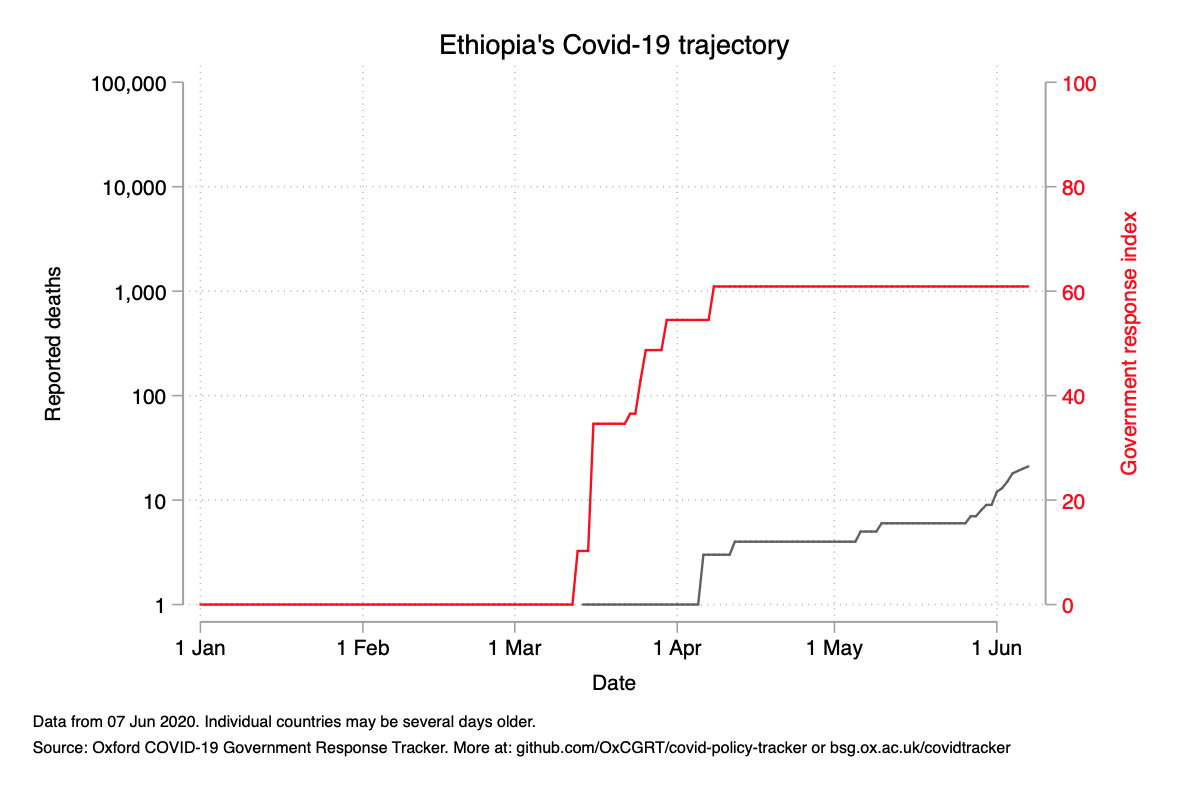 Ethiopia's Covid-19 trajectory
100,000
10,000
1,000
100
10
1
Reported deaths
100
80
60
40
20
0
Government response index
1 Jan
1 Feb
1 Mar
1 Apr
1 May
1 Jun
Date
Data from 07 Jun 2020. Individual countries may be several days older.
Source: Oxford COVID-19 Government Response Tracker. More at: github.com/OxCGRT/covid-policy-tracker or bsg.ox.ac.uk/covidtracker